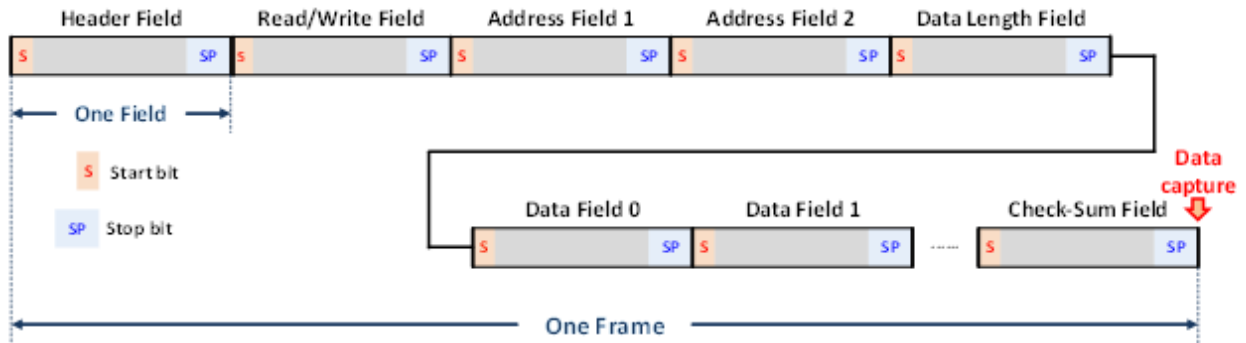 Header Field Read/Write Field Address Field 1 Address Field 2 Data Length Field
S SP S SP S SP S SP S SP
One Field
S Start bit
SP Stop bit
Data
capture
Data Field 0 Data Field 1 Check-Sum Field
S SP S SP ...... S SP
One Frame